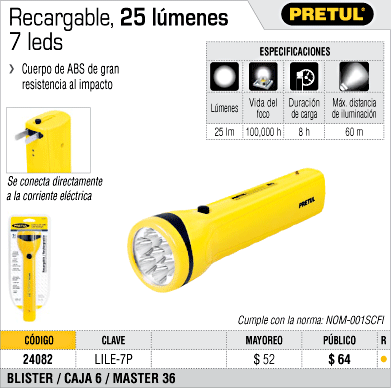 Recargable, 25 lúmenes
7 leds
PRETUL®
› Cuerpo de ABS de gran
resistencia al impacto
ESPECIFICACIONES
Lúmenes
Vida del foco
Duración de carga
Máx. distancia de iluminación
25 lm
100,000 h
8 h
60 m
Se conecta directamente
a la corriente eléctrica
PRETUL
PRETUL
Cumple con la norma: NOM-001SCFI
CÓDIGO CLAVE MAYOREO PÚBLICO R
24082 LILE-7P $ 52 $ 64 •
BLISTER / CAJA 6 / MASTER 36